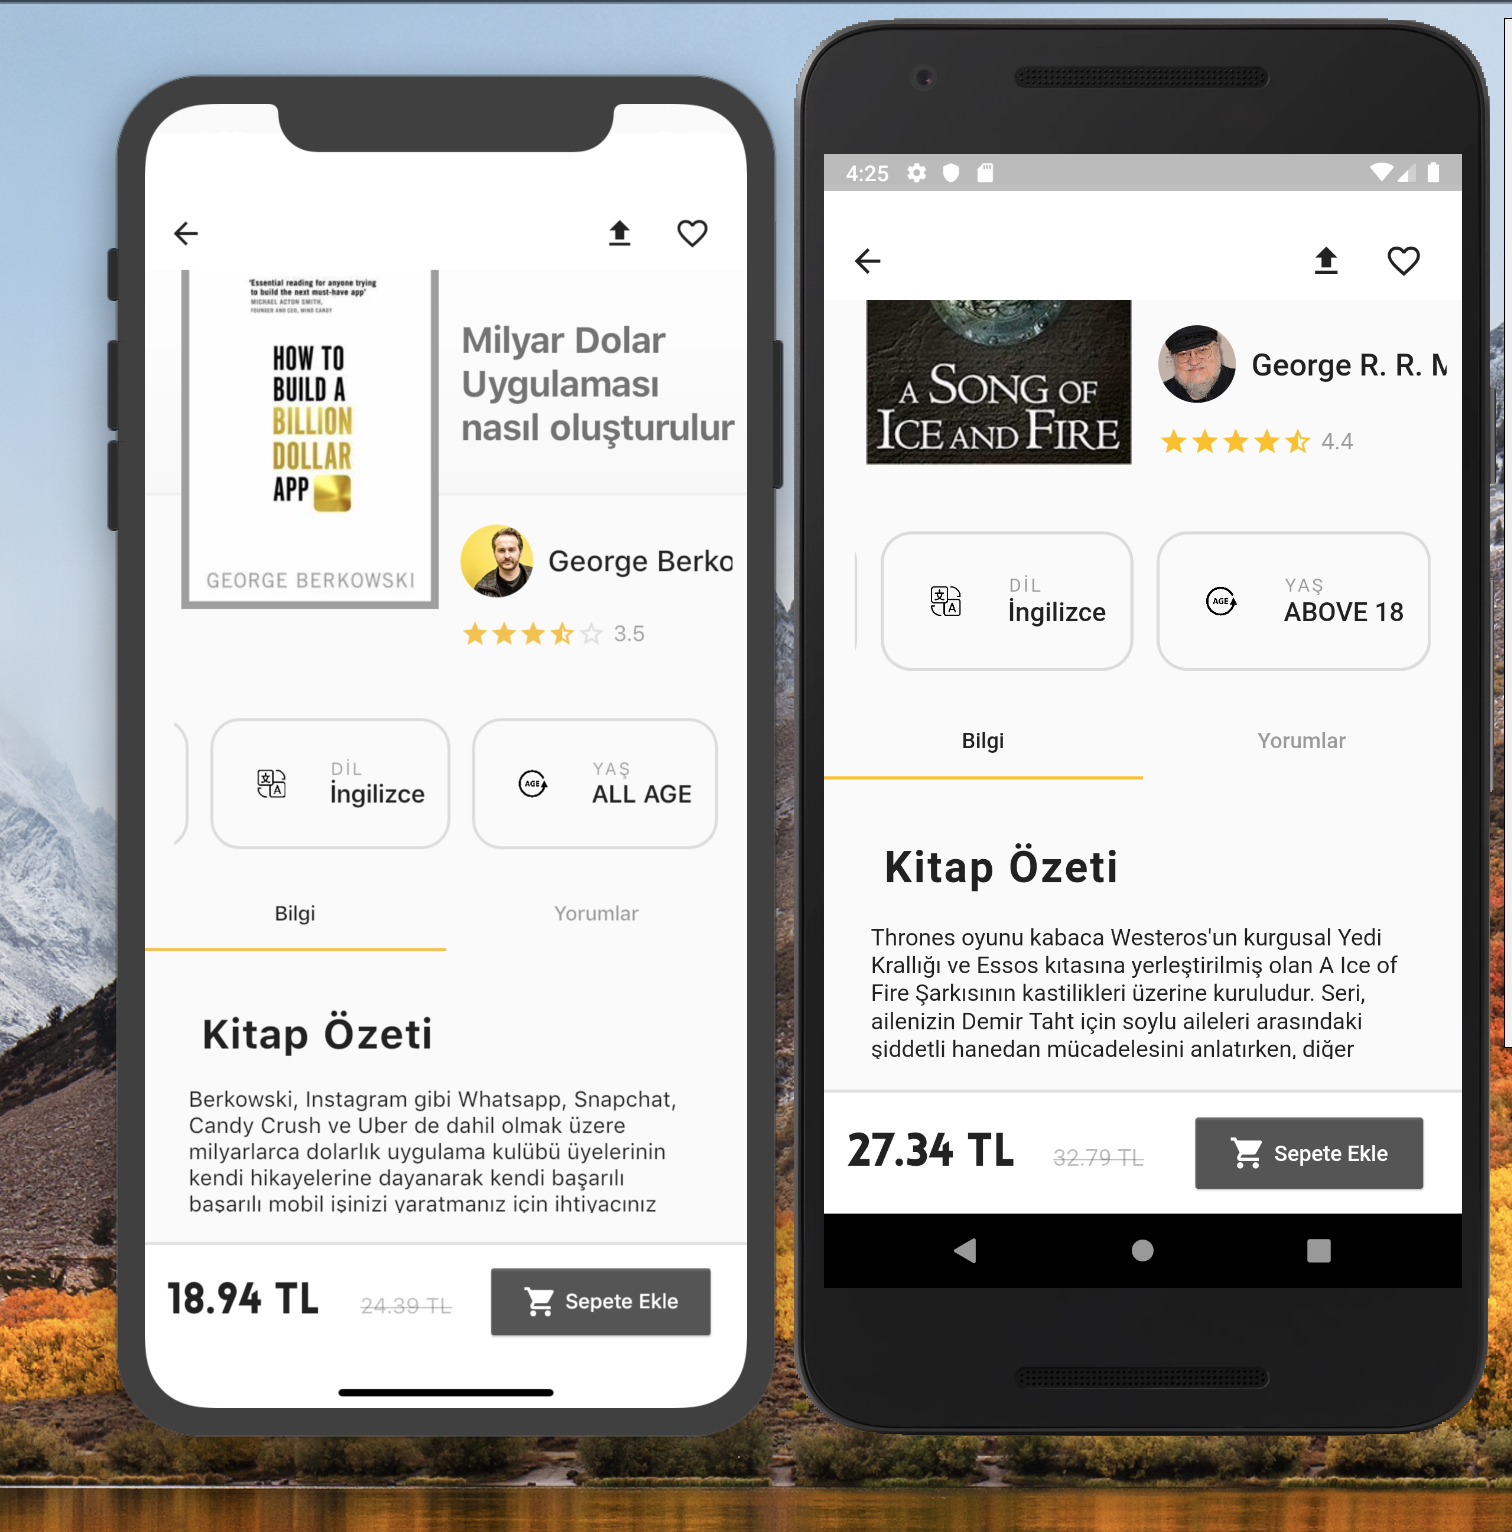 'Essential reading for anyone trying
to build the next must-have app'
MICHAEL ACTON SMITH,
FOUNDER AND CEO, MIND CANDY
HOW TO
BUILD A
BILLION
DOLLAR
APP
GEORGE BERKOWSKI
Milyar Dolar
Uygulaması
nasıl oluşturulur
George Berko
3.5
DİL
İngilizce
AGE
YAŞ
ALL AGE
Bilgi
Yorumlar
Kitap Özeti
Berkowski, Instagram gibi Whatsapp, Snapchat,
Candy Crush ve Uber de dahil olmak üzere
milyarlarca dolarlık uygulama kulübü üyelerinin
kendi hikayelerine dayanarak kendi başarılı
başarılı mobil işinizi yaratmanız için ihtiyacınız
18.94 TL
24.39 TL
Sepete Ekle
4:25
A SONG OF
ICE AND FIRE
George R. R. M
4.4
DİL
İngilizce
AGE
YAŞ
ABOVE 18
Bilgi
Yorumlar
Kitap Özeti
Thrones oyunu kabaca Westeros'un kurgusal Yedi
Krallığı ve Essos kıtasına yerleştirilmiş olan A Ice of
Fire Şarkısının kastilikleri üzerine kuruludur. Seri,
ailenizin Demir Taht için soylu aileleri arasındaki
şiddetli hanedan mücadelesini anlatırken, diğer
27.34 TL
32.79 TL
Sepete Ekle